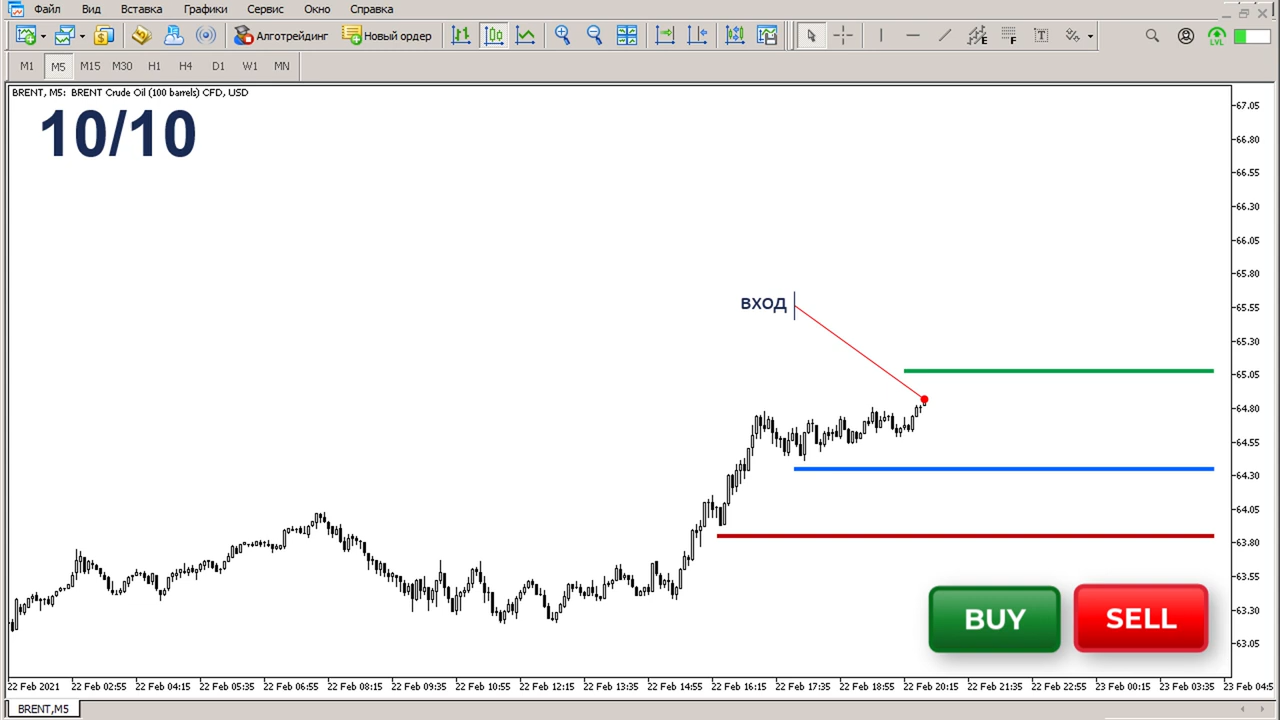 Файл Вид Вставка Графики Сервис Окно Справка
Алготрейдинг Новый ордер E F T LVL
M1 M5 M15 M30 H1 H4 D1 W1 MN
BRENT, M5: BRENT Crude Oil (100 barrels) CFD, USD
10/10
67.05
66.80
66.55
66.30
66.05
65.80
вход
65.55
65.30
65.05
64.80
64.55
64.30
64.05
63.80
63.55
63.30
63.05
BUY SELL
22 Feb 2021 22 Feb 02:55 22 Feb 04:15 22 Feb 05:35 22 Feb 06:55 22 Feb 08:15 22 Feb 09:35 22 Feb 10:55 22 Feb 12:15 22 Feb 13:35 22 Feb 14:55 22 Feb 16:15 22 Feb 17:35 22 Feb 18:55 22 Feb 20:15 22 Feb 21:35 22 Feb 22:55 23 Feb 00:15 23 Feb 03:35 23 Feb 04:5
BRENT,M5